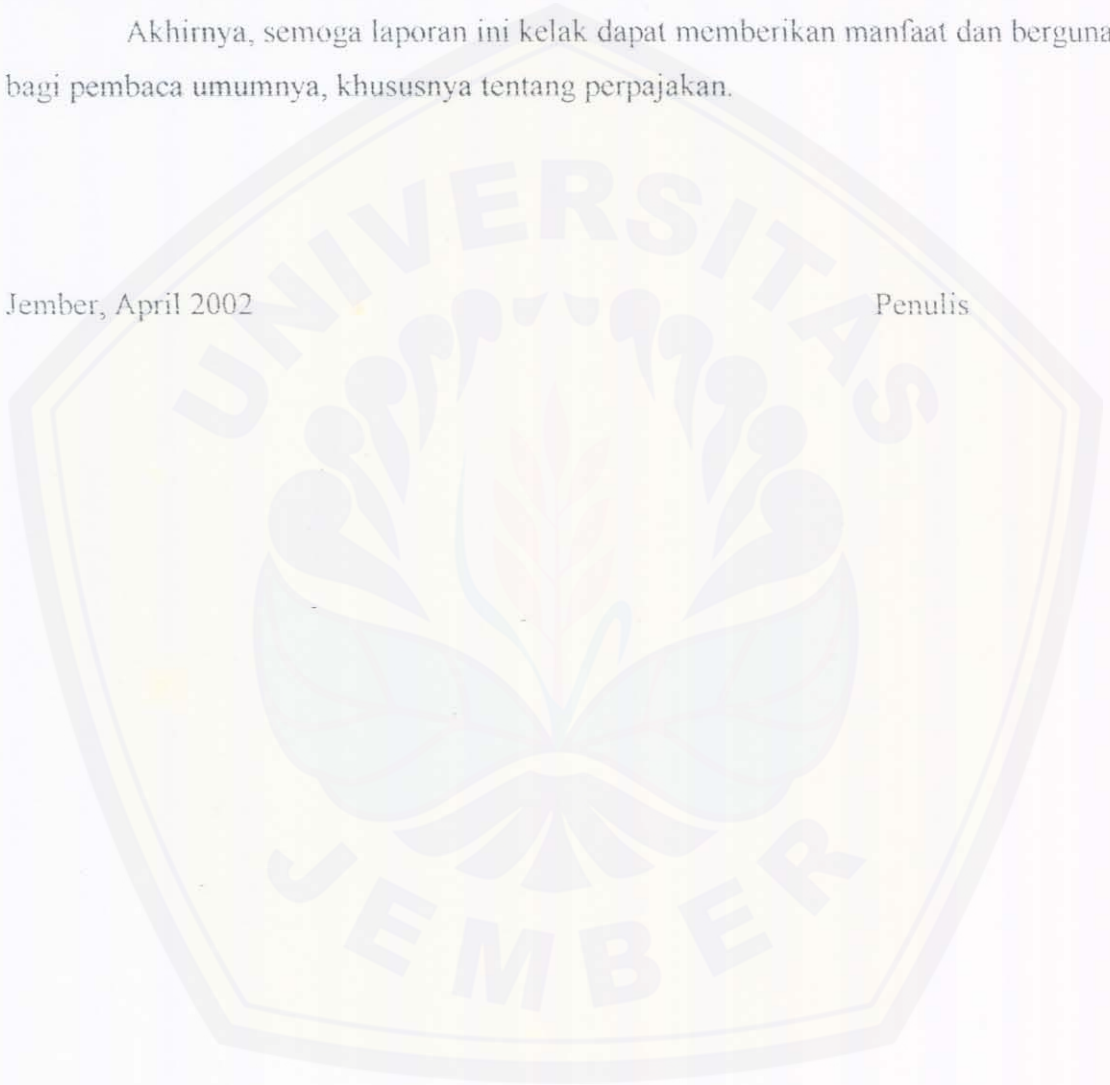 Akhirnya, semoga laporan ini kelak dapat memberikan manfaat dan berguna
bagi pembaca umumnya, khususnya tentang perpajakan.
Jember, April 2002 Penulis
UNIVERSITAS
JEMBER